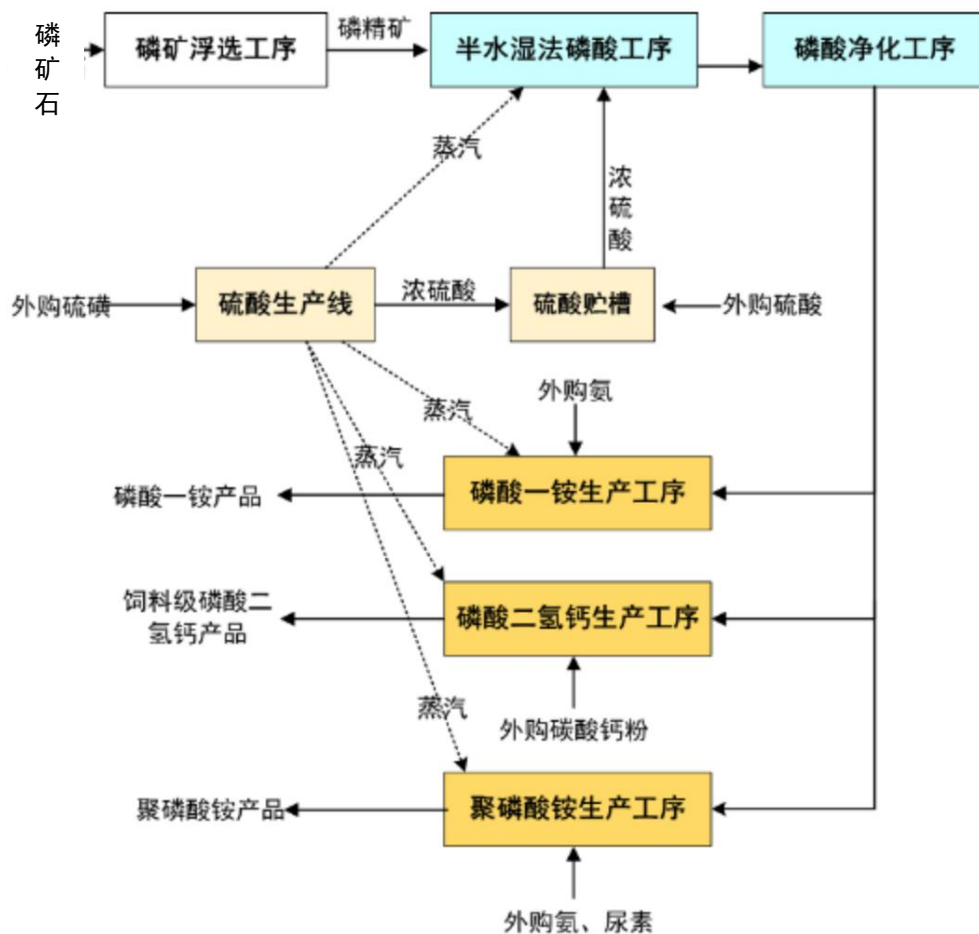 磷
矿
石
磷矿浮选工序
磷精矿
半水湿法磷酸工序
磷酸净化工序
蒸汽
浓
硫
酸
外购硫磺
硫酸生产线
浓硫酸
硫酸贮槽
外购硫酸
蒸汽
外购氨
蒸汽
磷酸一铵产品
磷酸一铵生产工序
饲料级磷酸二
氢钙产品
磷酸二氢钙生产工序
蒸汽
外购碳酸钙粉
聚磷酸铵产品
聚磷酸铵生产工序
外购氨、尿素